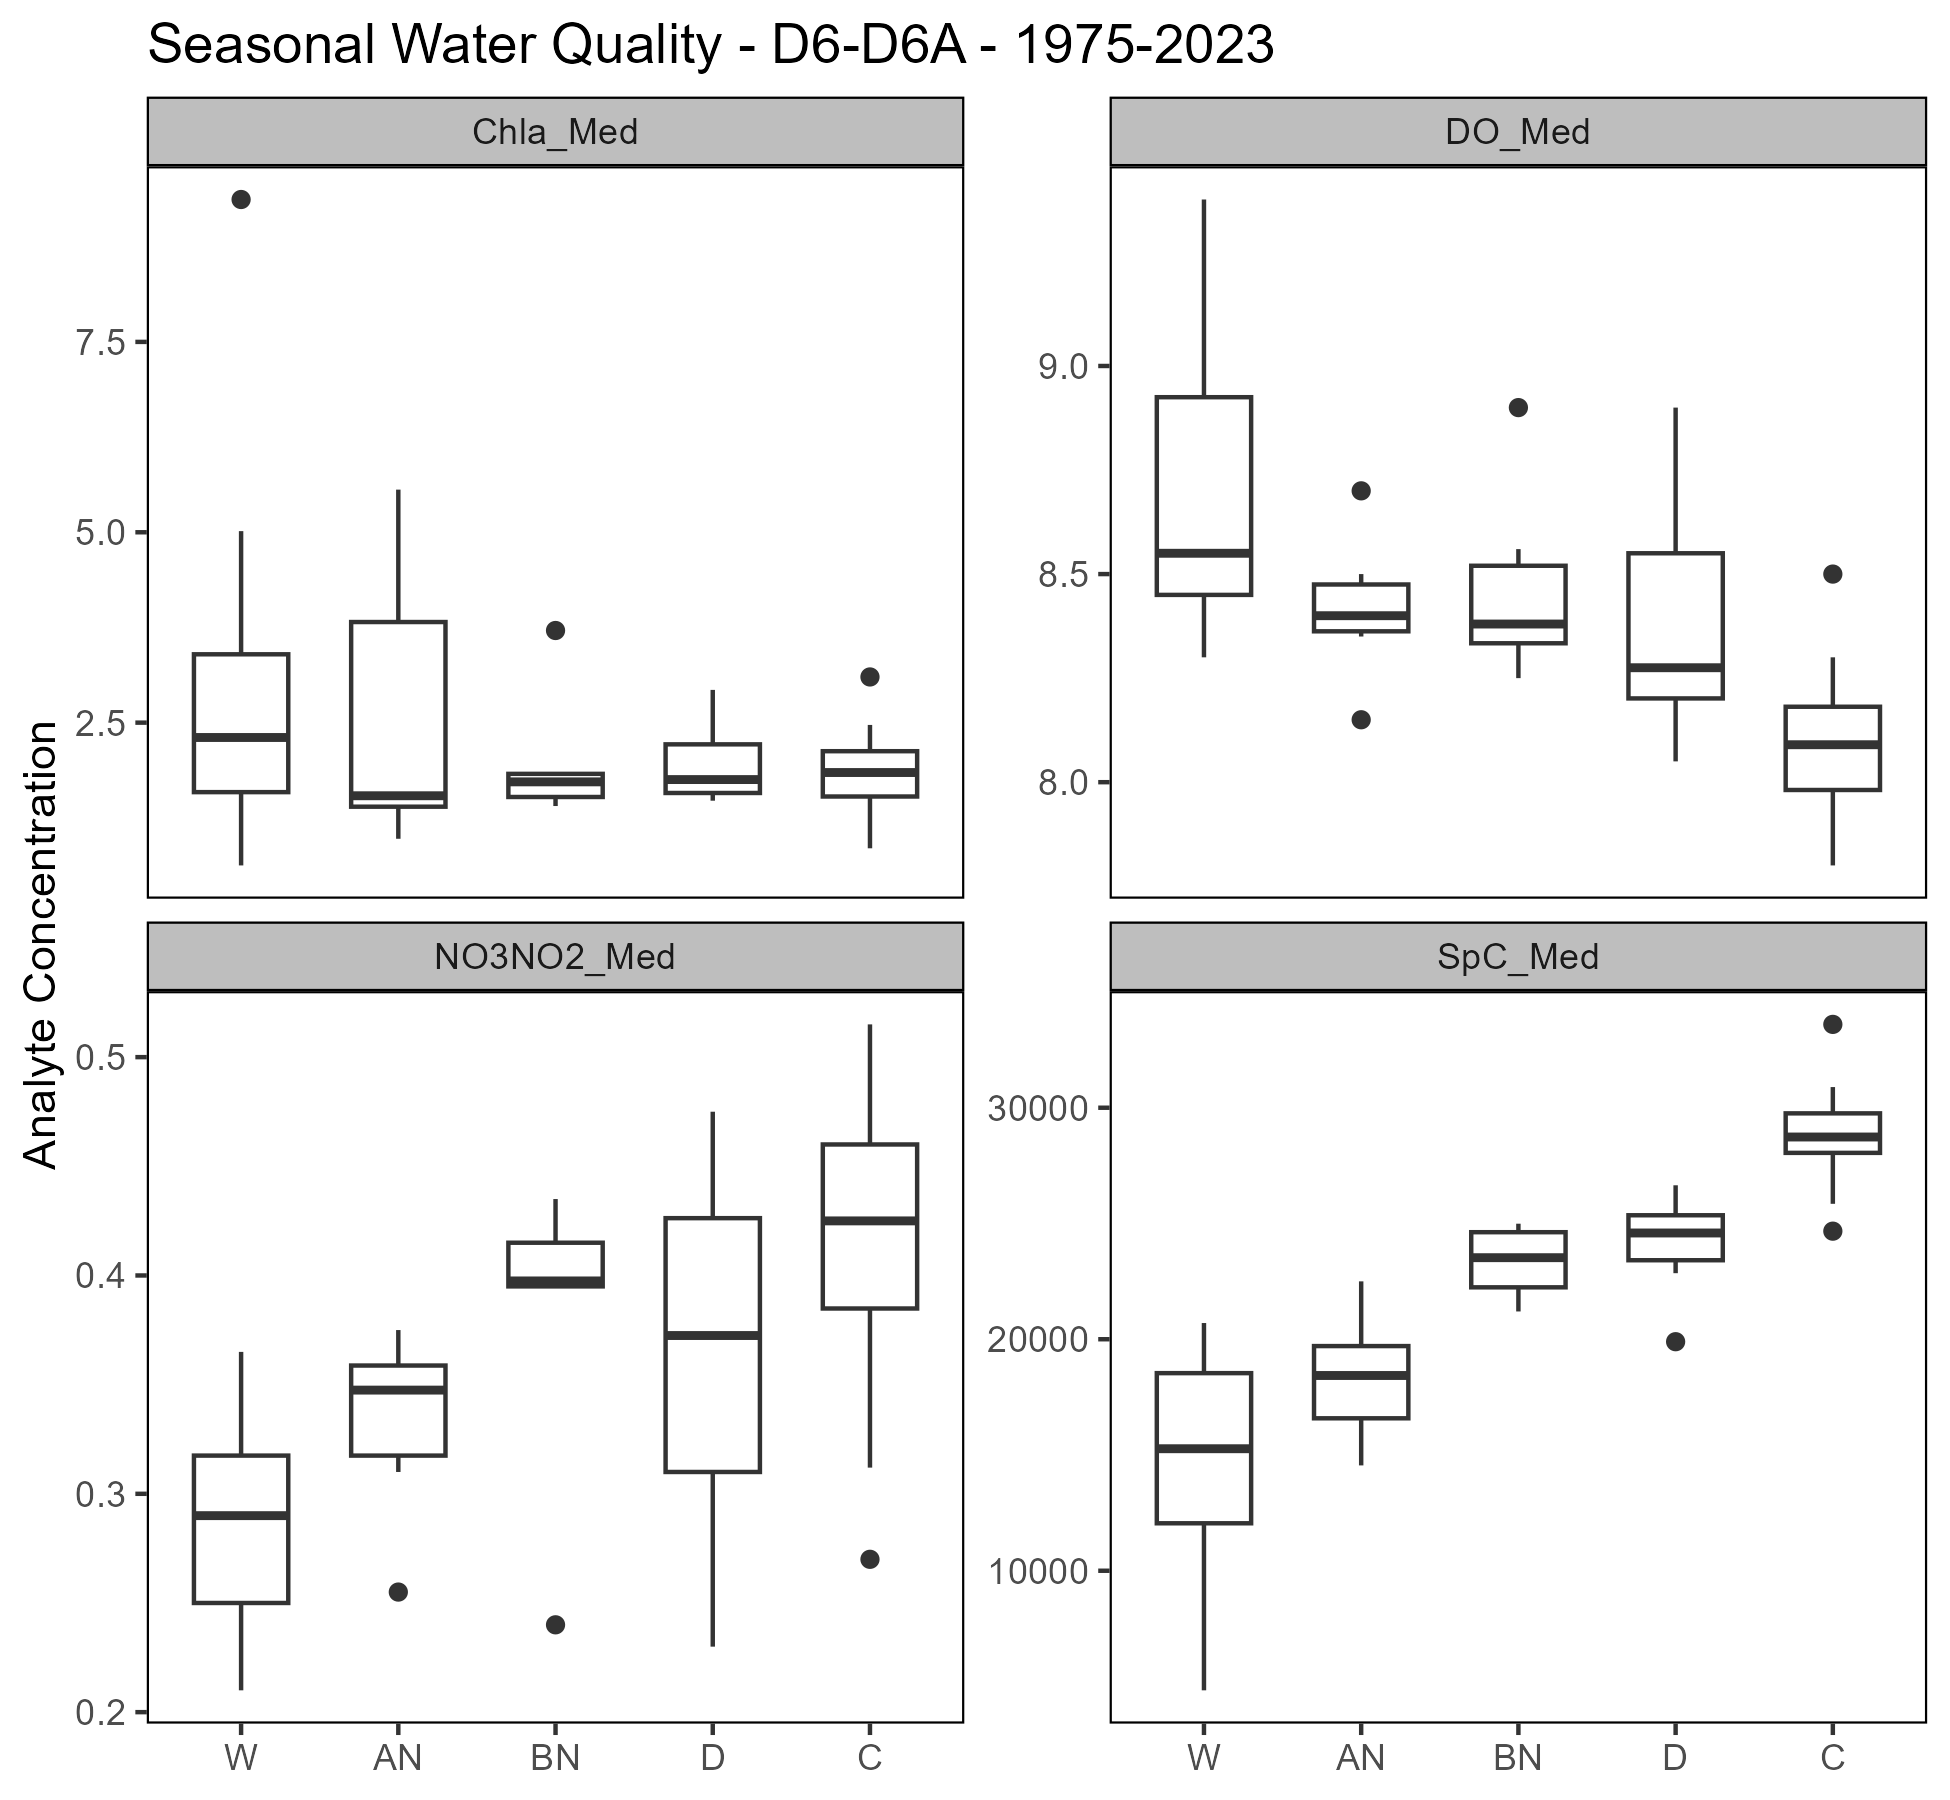 Seasonal Water Quality - D6-D6A - 1975-2023
Chla_Med
DO_Med
7.5
5.0
2.5
9.0
8.5
8.0
Analyte Concentration
NO3NO2_Med
SpC_Med
0.5
0.4
0.3
0.2
30000
20000
10000
W AN BN D C
W AN BN D C